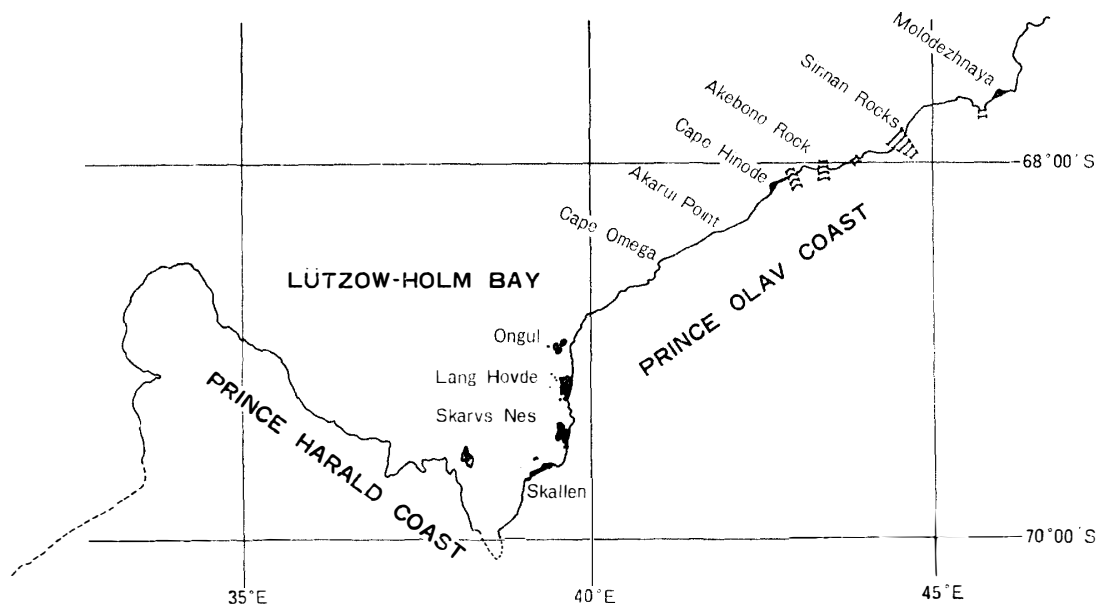 Molodezhnaya
Sinnan Rocks
Akebono Rock
Cape Hinode
Akarui Point
Cape Omega
68°00'S
LÜTZOW-HOLM BAY
PRINCE OLAV COAST
Ongul
Lang Hovde
Skarvs Nes
Skallen
PRINCE HARALD COAST
70°00'S
35°E
40°E
45°E